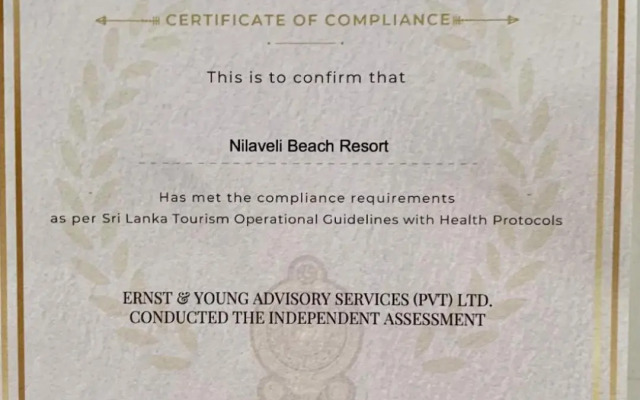 CERTIFICATE OF COMPLIANCE
This is to confirm that
Nilaveli Beach Resort
Has met the compliance requirements
as per Sri Lanka Tourism Operational Guidelines with Health Protocols
ERNST & YOUNG ADVISORY SERVICES (PVT) LTD.
CONDUCTED THE INDEPENDENT ASSESSMENT